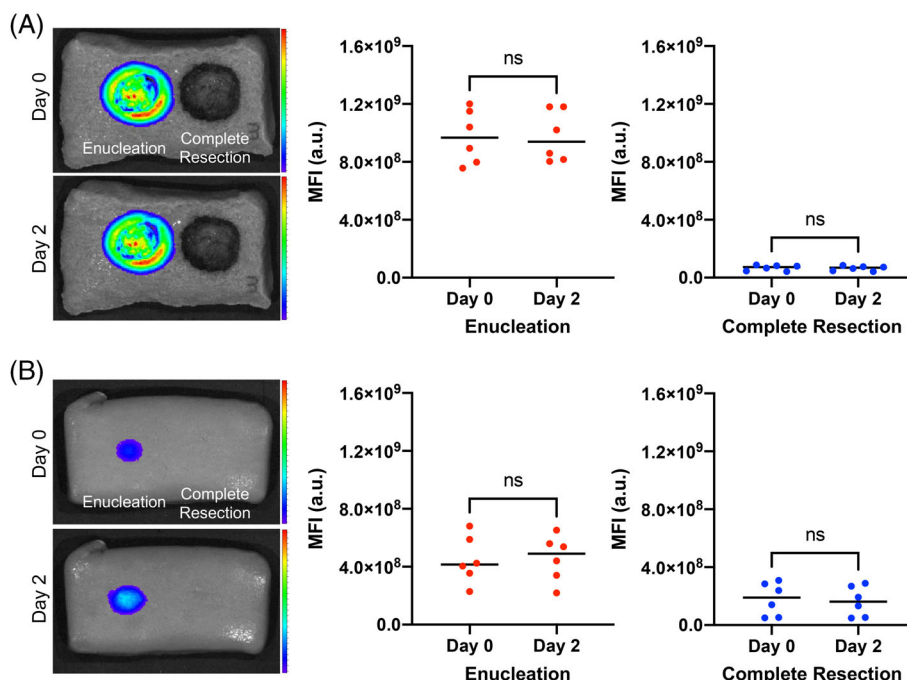 (A)
Day 0
Enucleation
Complete
Resection
m
Day 2
m
MFI (a.u.)
1.6×10⁹
1.2×10⁹
8.0×10⁸
4.0×10⁸
0.0
ns
Day 0
Day 2
Enucleation
MFI (a.u.)
1.6×10⁹
1.2×10⁹
8.0×10⁸
4.0×10⁸
0.0
ns
Day 0
Day 2
Complete Resection
(B)
Day 0
Enucleation
Complete
Resection
Day 2
MFI (a.u.)
1.6×10⁹
1.2×10⁹
8.0×10⁸
4.0×10⁸
0.0
ns
Day 0
Day 2
Enucleation
MFI (a.u.)
1.6×10⁹
1.2×10⁹
8.0×10⁸
4.0×10⁸
0.0
ns
Day 0
Day 2
Complete Resection